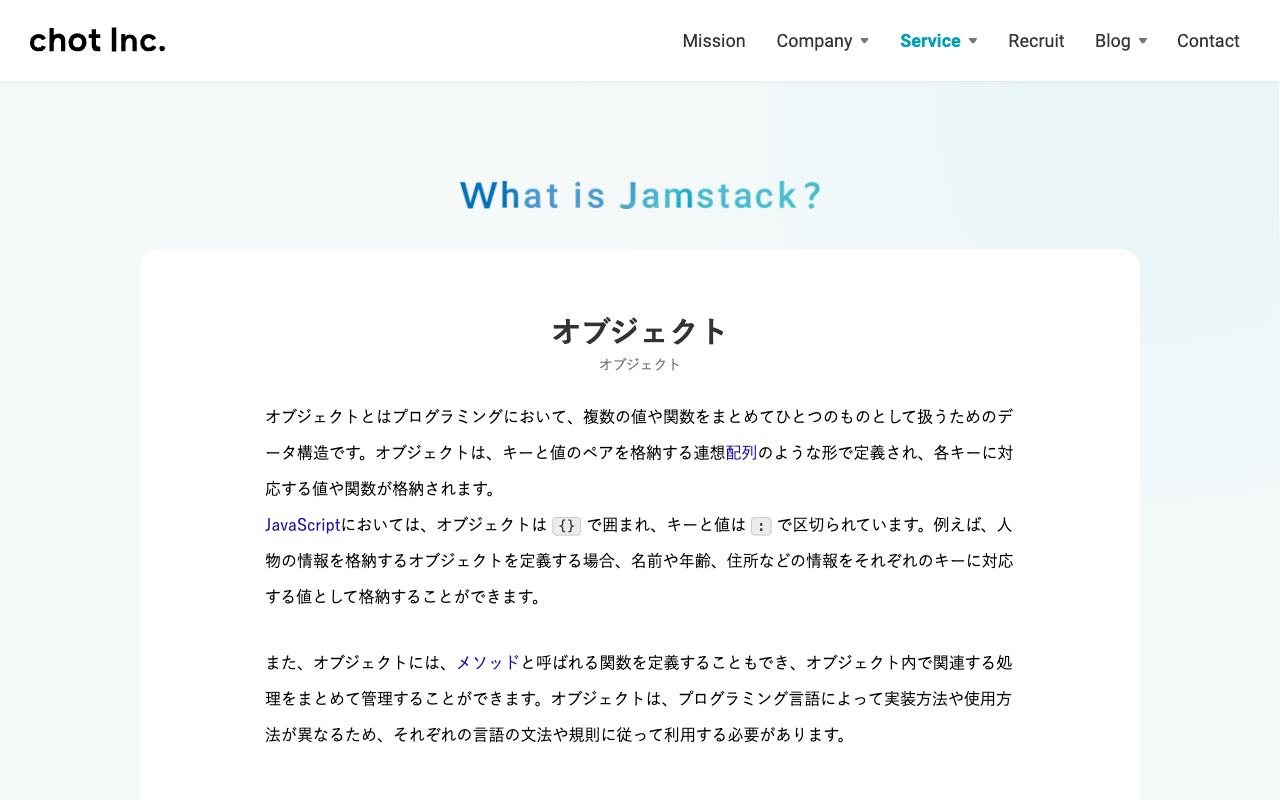 chot Inc.
Mission Company Service Recruit Blog Contact
What is Jamstack?
オブジェクト
オブジェクト
オブジェクトとはプログラミングにおいて、複数の値や関数をまとめてひとつのものとして扱うためのデ
ータ構造です。オブジェクトは、キーと値のペアを格納する連想配列のような形で定義され、各キーに対
応する値や関数が格納されます。
JavaScriptにおいては、オブジェクトは {} で囲まれ、キーと値は : で区切られています。例えば、人
物の情報を格納するオブジェクトを定義する場合、名前や年齢、住所などの情報をそれぞれのキーに対応
する値として格納することができます。
また、オブジェクトには、メソッドと呼ばれる関数を定義することもでき、オブジェクト内で関連する処
理をまとめて管理することができます。オブジェクトは、プログラミング言語によって実装方法や使用方
法が異なるため、それぞれの言語の文法や規則に従って利用する必要があります。